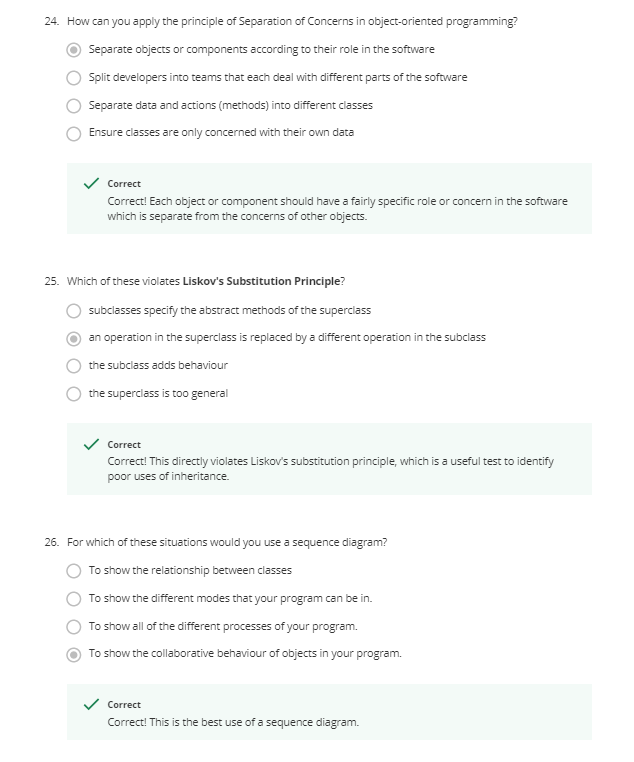 24. How can you apply the principle of Separation of Concerns in object-oriented programming?
Separate objects or components according to their role in the software
Split developers into teams that each deal with different parts of the software
Separate data and actions (methods) into different classes
Ensure classes are only concerned with their own data
Correct
Correct! Each object or component should have a fairly specific role or concern in the software
which is separate from the concerns of other objects.
25. Which of these violates Liskov's Substitution Principle?
subclasses specify the abstract methods of the superclass
an operation in the superclass is replaced by a different operation in the subclass
the subclass adds behaviour
the superclass is too general
Correct
Correct! This directly violates Liskov's substitution principle, which is a useful test to identify
poor uses of inheritance.
26. For which of these situations would you use a sequence diagram?
To show the relationship between classes
To show the different modes that your program can be in.
To show all of the different processes of your program.
To show the collaborative behaviour of objects in your program.
Correct
Correct! This is the best use of a sequence diagram.